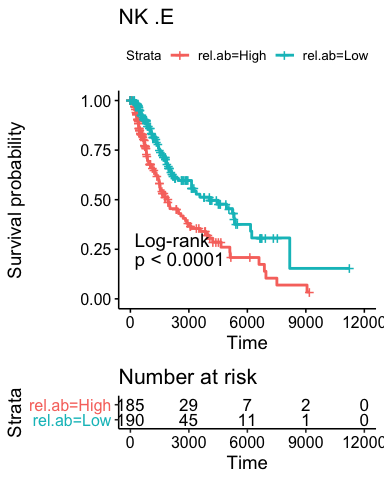 NK .E
Strata rel.ab=High rel.ab=Low
Survival probability
1.00
0.75
0.50
0.25
0.00
Log-rank
p < 0.0001
0 3000 6000 9000 12000
Time
Number at risk
Strata
rel.ab=High 185 29 7 2 0
rel.ab=Low 190 45 11 1 0
0 3000 6000 9000 12000
Time